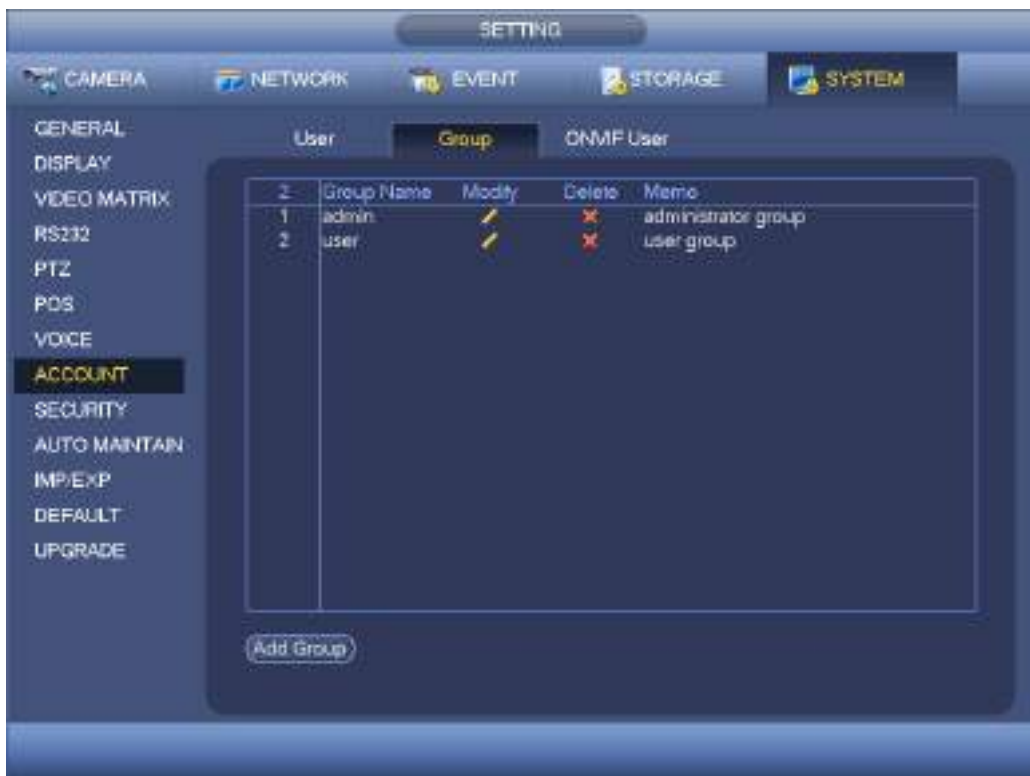 SETTING
CAMERA NETWORK EVENT STORAGE SYSTEM
GENERAL
DISPLAY
VIDEO MATRIX
RS232
PTZ
POS
VOICE
ACCOUNT
SECURITY
AUTO MAINTAIN
IMP/EXP
DEFAULT
UPGRADE
User Group ONVIF User
2 Group Name Modify Delete Memo
1 admin administrator group
2 user user group
Add Group